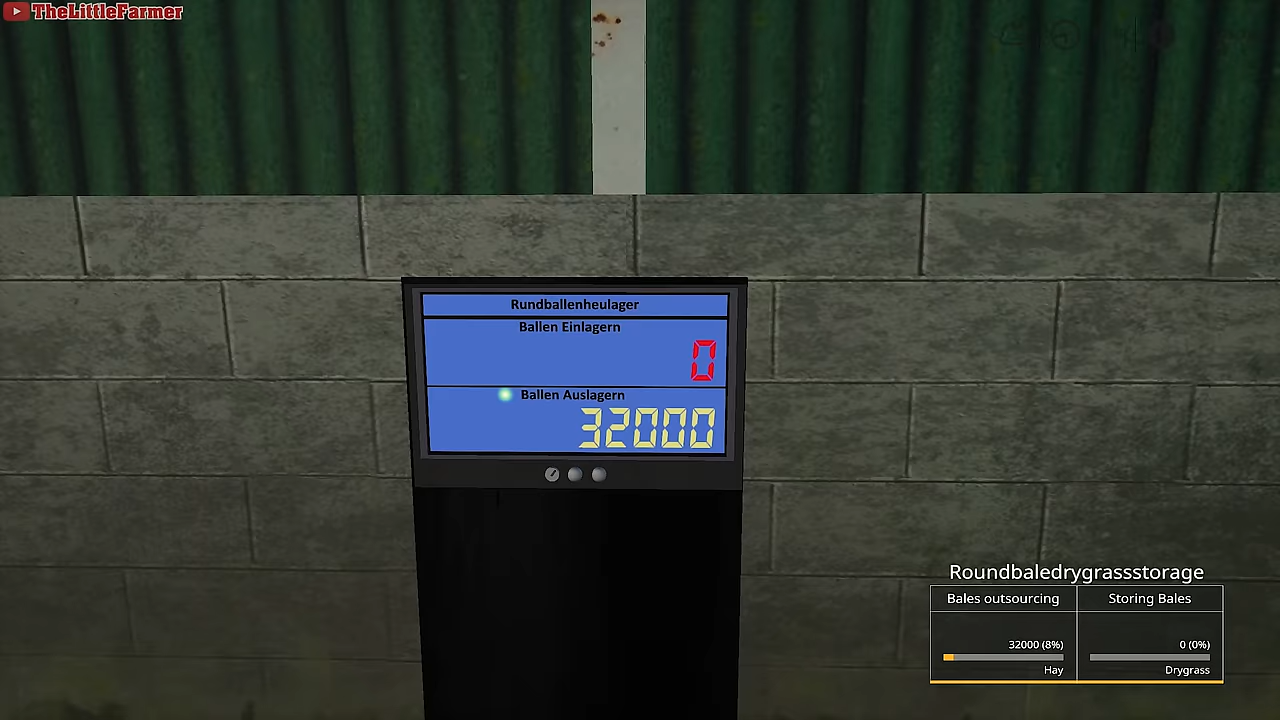 TheLittleFarmer
Rundballenheulager
Ballen Einlagern
0
Ballen Auslagern
32000
Roundbaledrygrassstorage
Bales outsourcing
Storing Bales
32000 (8%)
0 (0%)
Hay
Drygrass